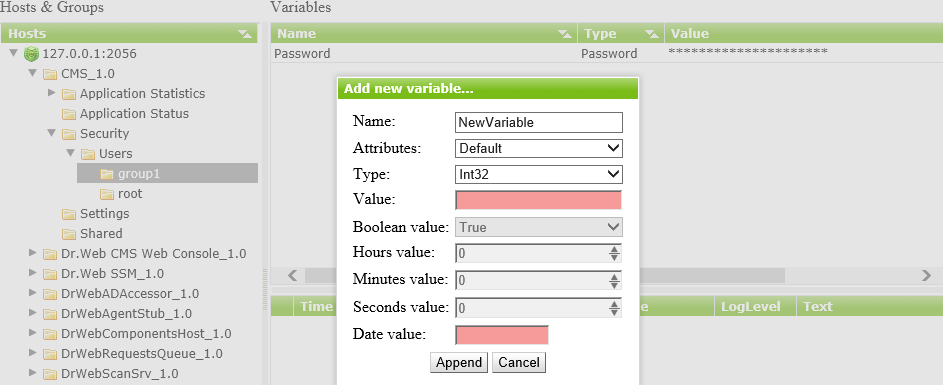 Hosts & Groups
Variables
Hosts
Name
Type
Value
127.0.0.1:2056
Password
Password
*********************
CMS_1.0
Application Statistics
Application Status
Security
Users
group1
root
Settings
Shared
Dr.Web CMS Web Console_1.0
Dr.Web SSM_1.0
DrWebADAccessor_1.0
DrWebAgentStub_1.0
DrWebComponentsHost_1.0
DrWebRequestsQueue_1.0
DrWebScanSrv_1.0
Add new variable...
Name:
NewVariable
Attributes:
Default
Type:
Int32
Value:
Boolean value:
True
Hours value:
0
Minutes value:
0
Seconds value:
0
Date value:
Append
Cancel
Time
LogLevel
Text